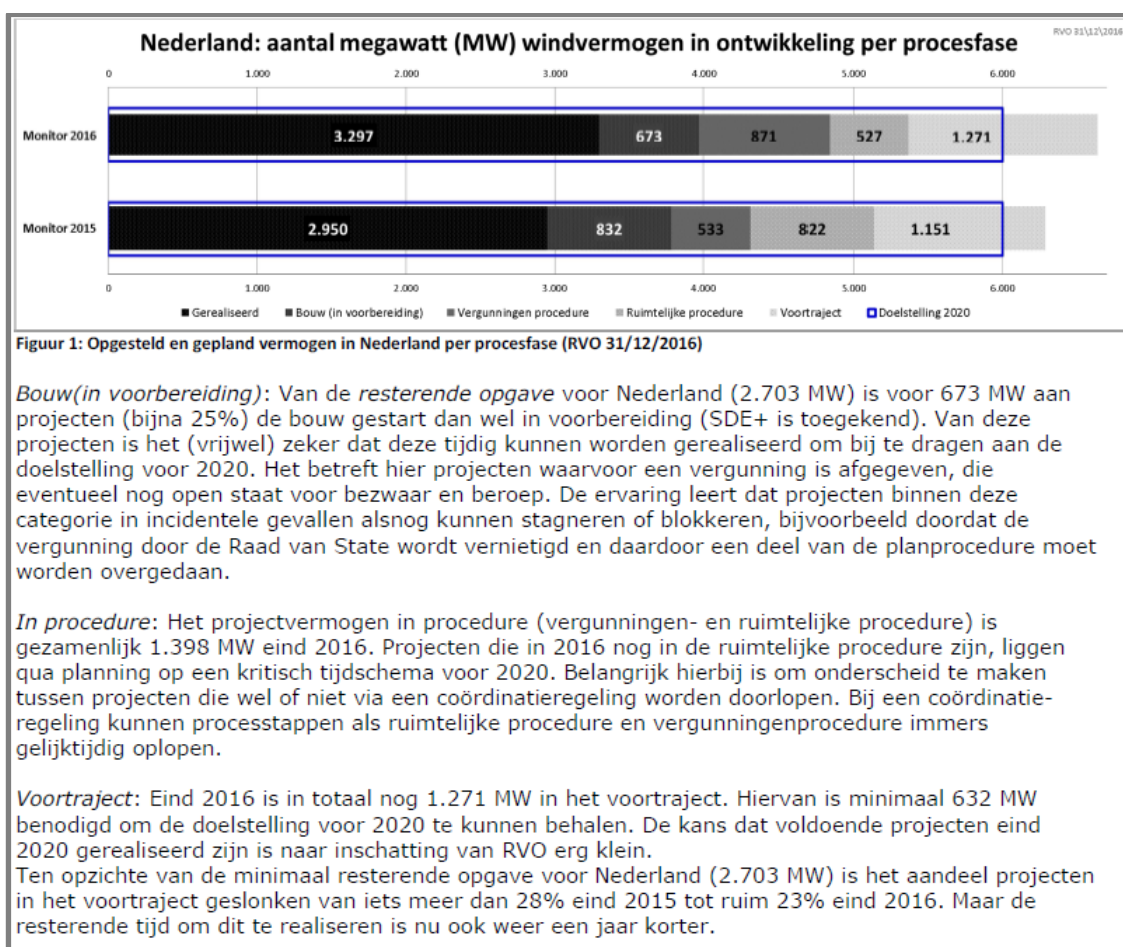 Nederland: aantal megawatt (MW) windvermogen in ontwikkeling per procesfase
RVO 31\12\2016
0 1.000 2.000 3.000 4.000 5.000 6.000
Monitor 2016 3.297 673 871 527 1.271
Monitor 2015 2.950 832 533 822 1.151
0 1.000 2.000 3.000 4.000 5.000 6.000
Gerealiseerd Bouw (in voorbereiding) Vergunningen procedure Ruimtelijke procedure Voortraject Doelstelling 2020
Figuur 1: Opgesteld en gepland vermogen in Nederland per procesfase (RVO 31/12/2016)
Bouw(in voorbereiding): Van de resterende opgave voor Nederland (2.703 MW) is voor 673 MW aan
projecten (bijna 25%) de bouw gestart dan wel in voorbereiding (SDE+ is toegekend). Van deze
projecten is het (vrijwel) zeker dat deze tijdig kunnen worden gerealiseerd om bij te dragen aan de
doelstelling voor 2020. Het betreft hier projecten waarvoor een vergunning is afgegeven, die
eventueel nog open staat voor bezwaar en beroep. De ervaring leert dat projecten binnen deze
categorie in incidentele gevallen alsnog kunnen stagneren of blokkeren, bijvoorbeeld doordat de
vergunning door de Raad van State wordt vernietigd en daardoor een deel van de planprocedure moet
worden overgedaan.
In procedure: Het projectvermogen in procedure (vergunningen- en ruimtelijke procedure) is
gezamenlijk 1.398 MW eind 2016. Projecten die in 2016 nog in de ruimtelijke procedure zijn, liggen
qua planning op een kritisch tijdschema voor 2020. Belangrijk hierbij is om onderscheid te maken
tussen projecten die wel of niet via een coördinatieregeling worden doorlopen. Bij een coördinatie-
regeling kunnen processtappen als ruimtelijke procedure en vergunningenprocedure immers
gelijktijdig oplopen.
Voortraject: Eind 2016 is in totaal nog 1.271 MW in het voortraject. Hiervan is minimaal 632 MW
benodigd om de doelstelling voor 2020 te kunnen behalen. De kans dat voldoende projecten eind
2020 gerealiseerd zijn is naar inschatting van RVO erg klein.
Ten opzichte van de minimaal resterende opgave voor Nederland (2.703 MW) is het aandeel projecten
in het voortraject geslonken van iets meer dan 28% eind 2015 tot ruim 23% eind 2016. Maar de
resterende tijd om dit te realiseren is nu ook weer een jaar korter.